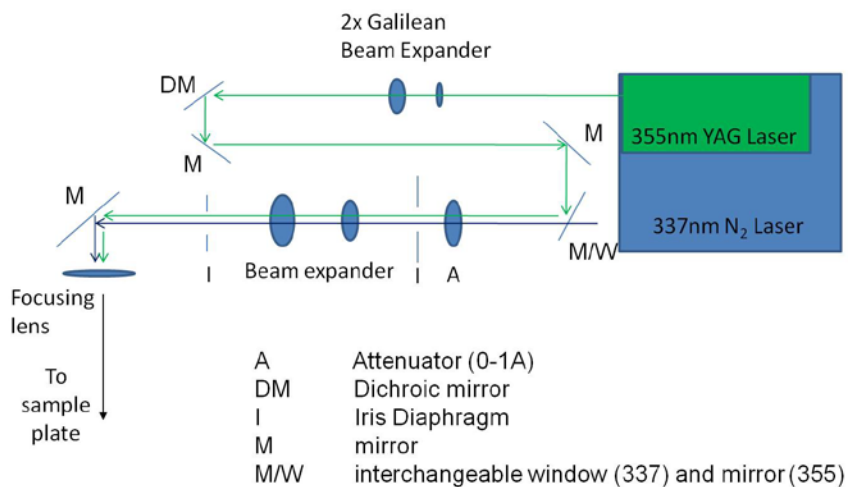 2x Galilean
Beam Expander
DM
M
M
355nm YAG Laser
M
337nm N₂ Laser
M/W
I
Beam expander
I
A
Focusing
lens
To
sample
plate
A Attenuator (0-1A)
DM Dichroic mirror
I Iris Diaphragm
M mirror
M/W interchangeable window (337) and mirror (355)